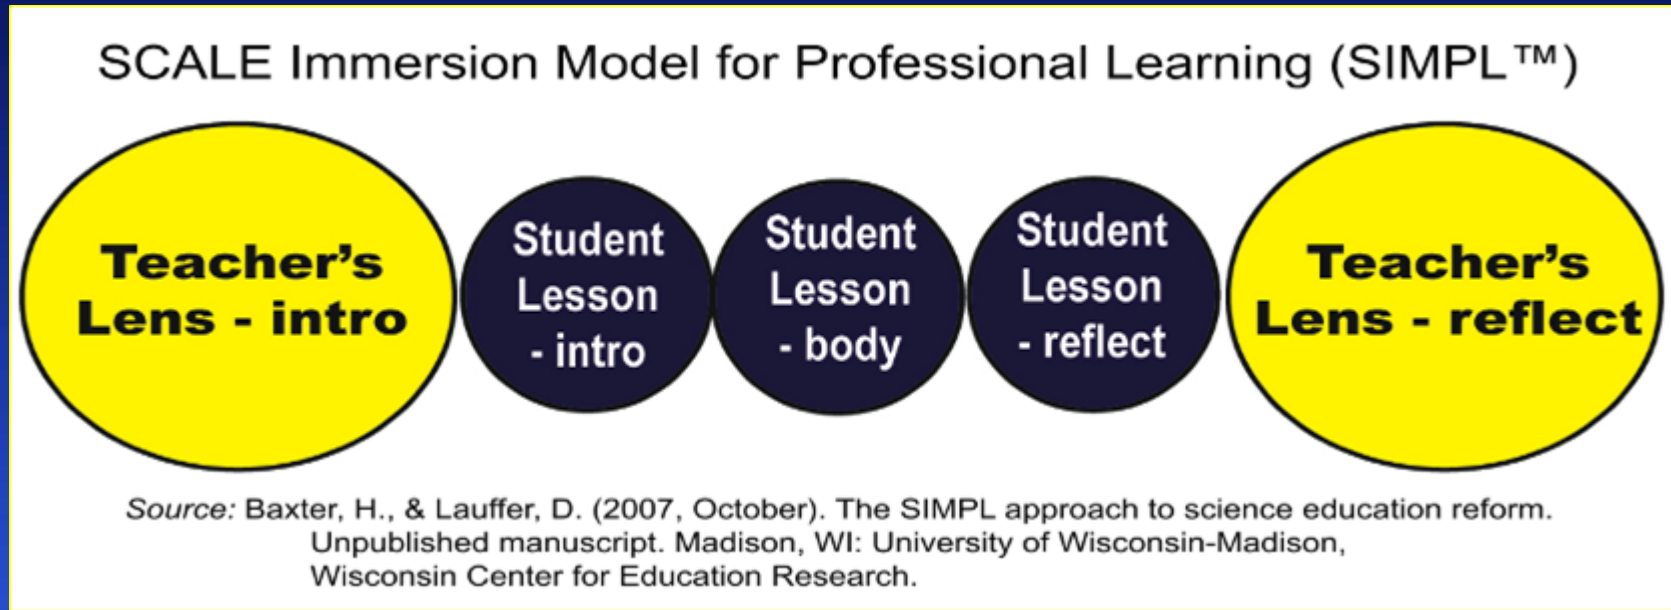 SCALE Immersion Model for Professional Learning (SIMPL™)
Teacher's
Lens - intro
Student
Lesson
- intro
Student
Lesson
- body
Student
Lesson
- reflect
Teacher's
Lens - reflect
Source: Baxter, H., & Lauffer, D. (2007, October). The SIMPL approach to science education reform.
Unpublished manuscript. Madison, WI: University of Wisconsin-Madison,
Wisconsin Center for Education Research.